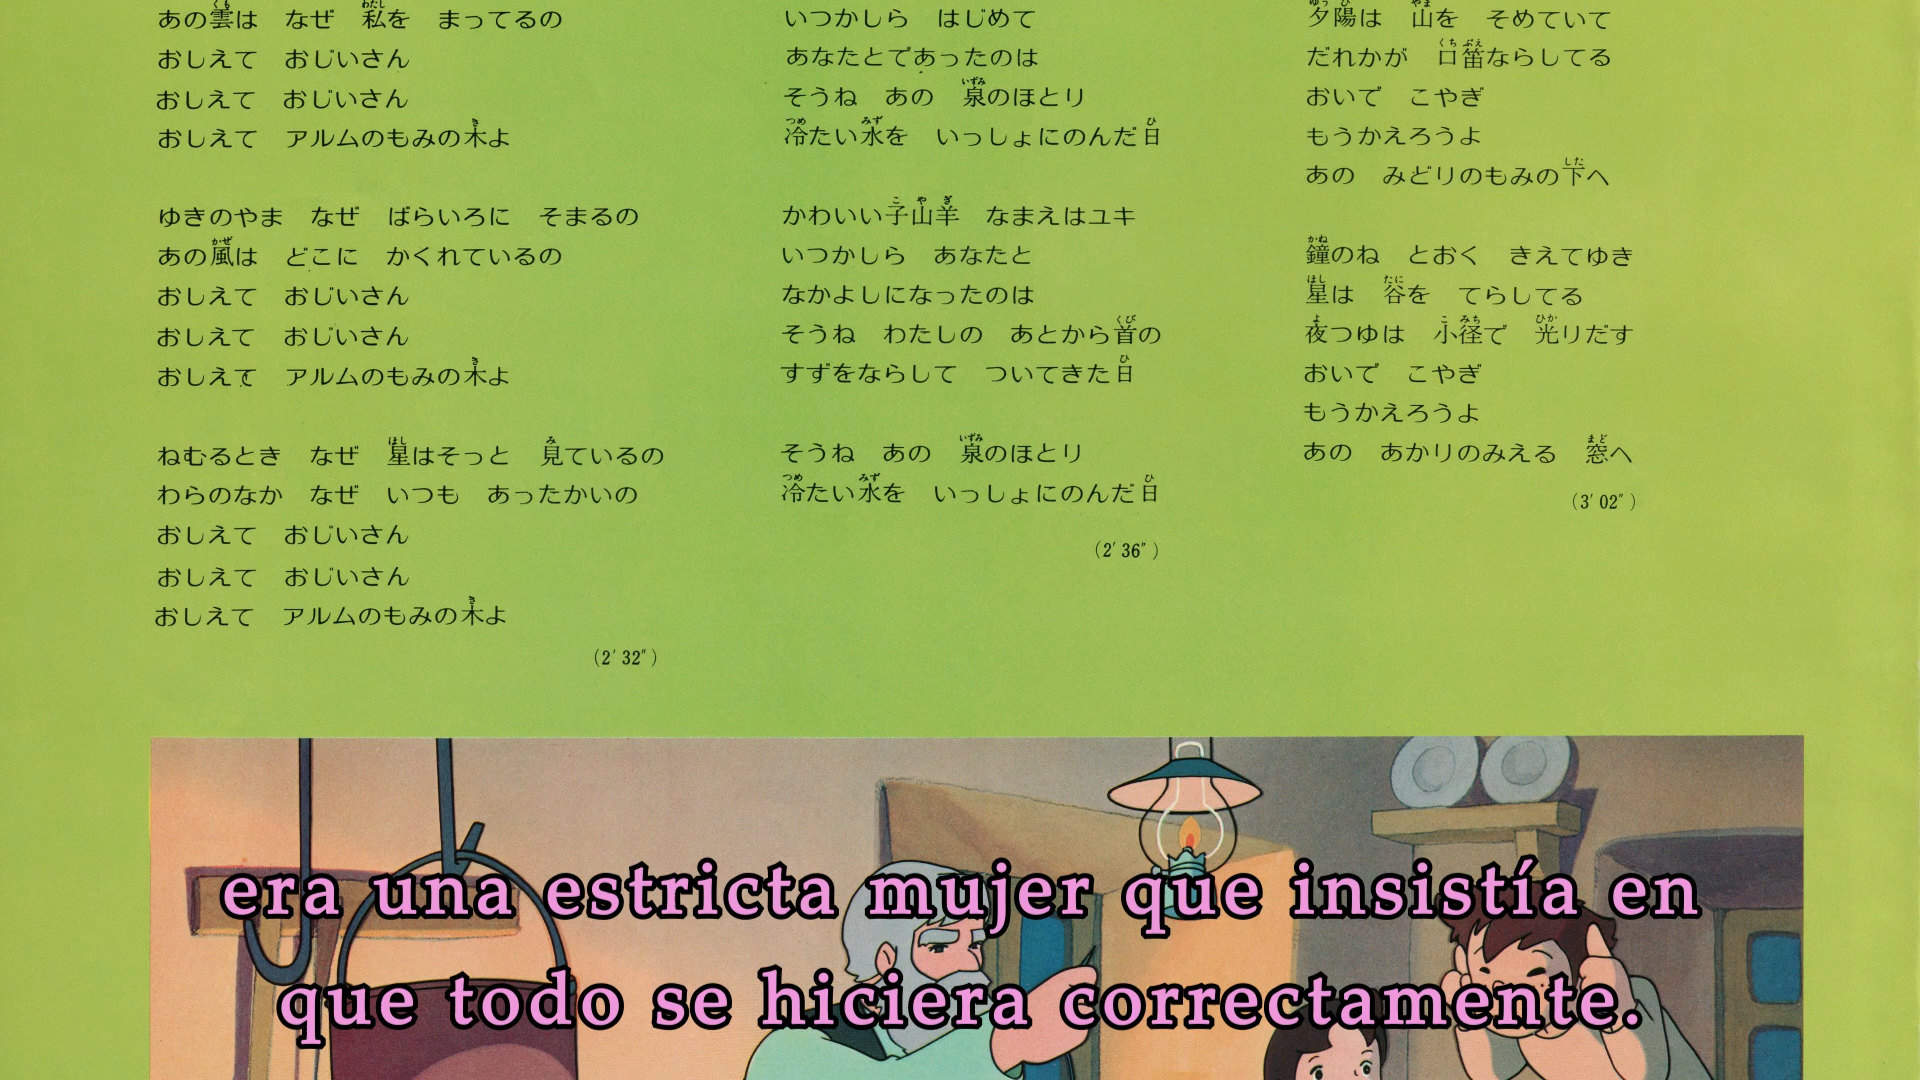 あの雲は　なぜ　私を　まってるの
おしえて　おじいさん
おしえて　おじいさん
おしえて　アルムのもみの木よ
ゆきのやま　なぜ　ばらいろに　そまるの
あの風は　どこに　かくれているの
おしえて　おじいさん
おしえて　おじいさん
おしえて　アルムのもみの木よ
ねむるとき　なぜ　星はそっと　見ているの
わらのなか　なぜ　いつも　あったかいの
おしえて　おじいさん
おしえて　おじいさん
おしえて　アルムのもみの木よ
(2′32″)
いつかしら　はじめて
あなたとであったのは
そうね　あの　泉のほとり
冷たい水を　いっしょにのんだ日
かわいい子山羊　なまえはユキ
いつかしら　あなたと
なかよしになったのは
そうね　わたしの　あとから首の
すずをならして　ついてきた日
そうね　あの　泉のほとり
冷たい水を　いっしょにのんだ日
(2′36″)
夕陽は　山を　そめていて
だれかが　口笛ならしてる
おいで　こやぎ
もうかえろうよ
あの　みどりのもみの下へ
鐘のね　とおく　きえてゆき
星は　谷を　てらしてる
夜つゆは　小径で　光りだす
おいで　こやぎ
もうかえろうよ
あの　あかりのみえる　窓へ
(3′02″)
era una estricta mujer que insistía en
que todo se hiciera correctamente.